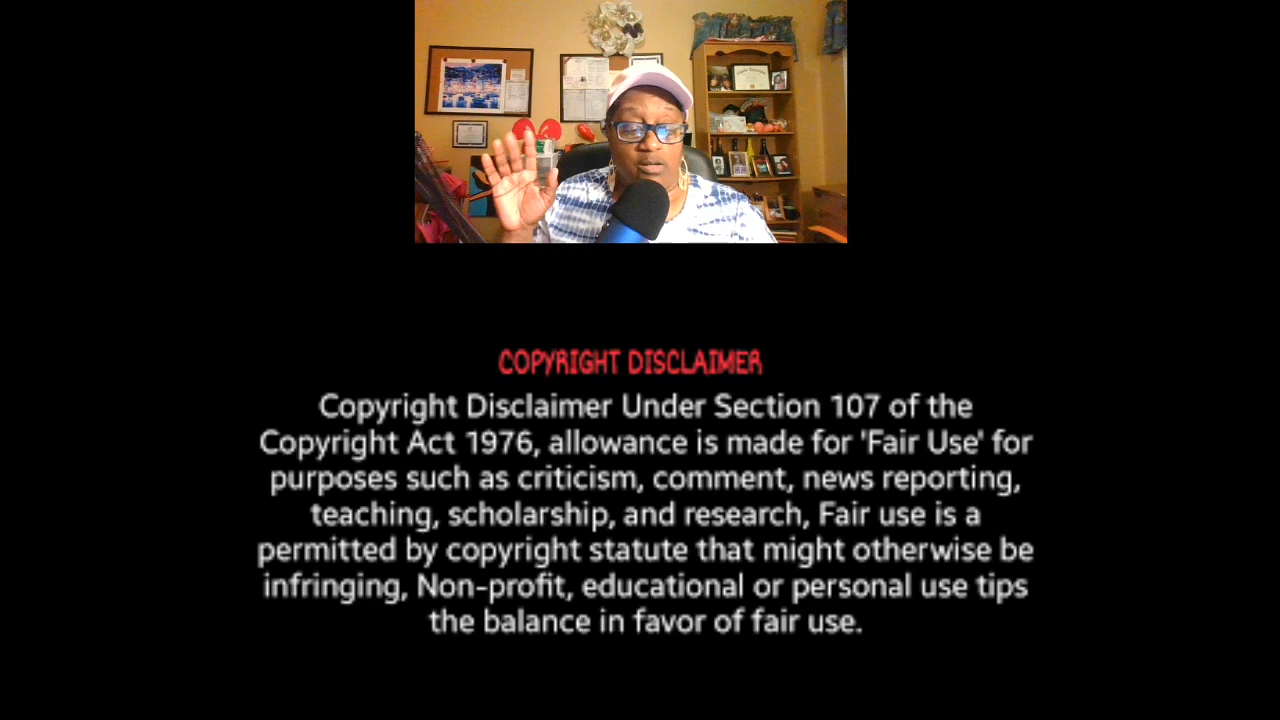 COPYRIGHT DISCLAIMER
Copyright Disclaimer Under Section 107 of the
Copyright Act 1976, allowance is made for 'Fair Use' for
purposes such as criticism, comment, news reporting,
teaching, scholarship, and research, Fair use is a
permitted by copyright statute that might otherwise be
infringing, Non-profit, educational or personal use tips
the balance in favor of fair use.